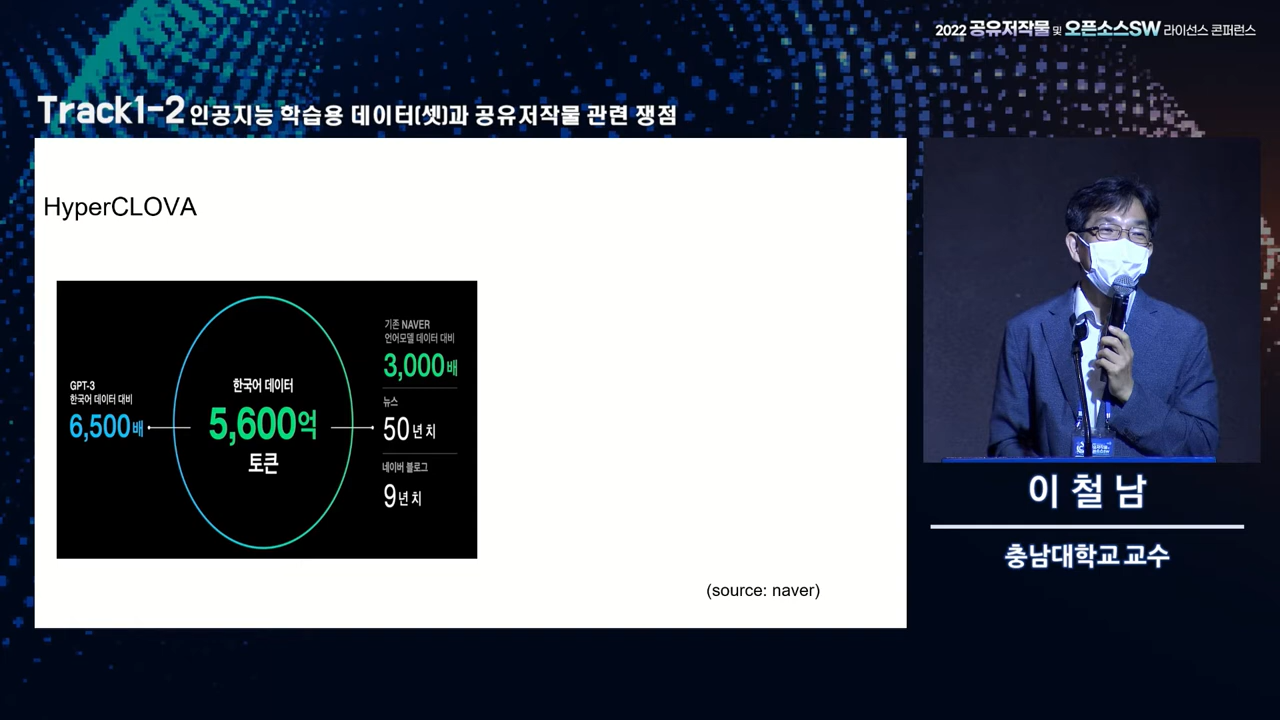 2022 공유저작물 및 오픈소스SW 라이선스 콘퍼런스
Track1-2 인공지능 학습용 데이터(셋)과 공유저작물 관련 쟁점
HyperCLOVA
GPT-3
한국어 데이터 대비
6,500배
한국어 데이터
5,600억
토큰
기존 NAVER
언어모델 데이터 대비
3,000배
뉴스
50년 치
네이버 블로그
9년 치
(source: naver)
이철남
충남대학교 교수